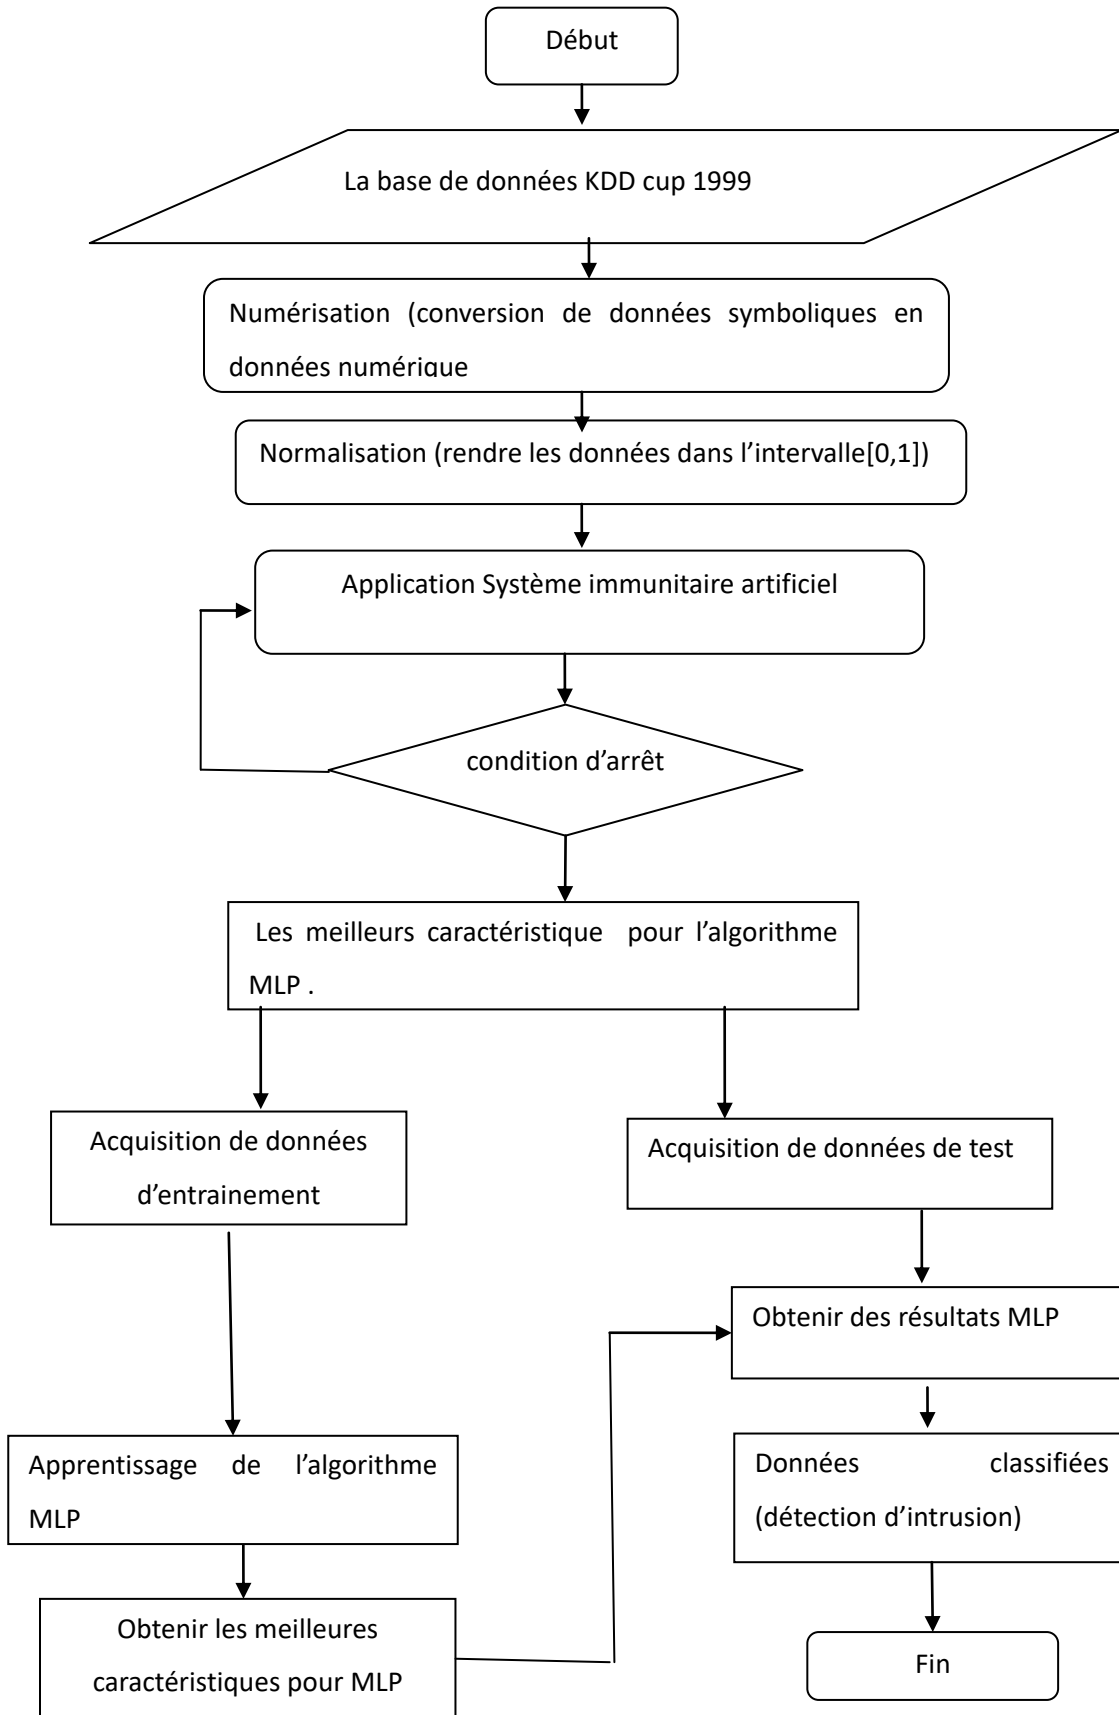 Début
La base de données KDD cup 1999
Numérisation (conversion de données symboliques en
données numérique
Normalisation (rendre les données dans l’intervalle[0,1])
Application Système immunitaire artificiel
condition d’arrêt
Les meilleurs caractéristique pour l’algorithme
MLP .
Acquisition de données
d’entrainement
Acquisition de données de test
Obtenir des résultats MLP
Apprentissage de l’algorithme
MLP
Données classifiées
(détection d’intrusion)
Obtenir les meilleures
caractéristiques pour MLP
Fin